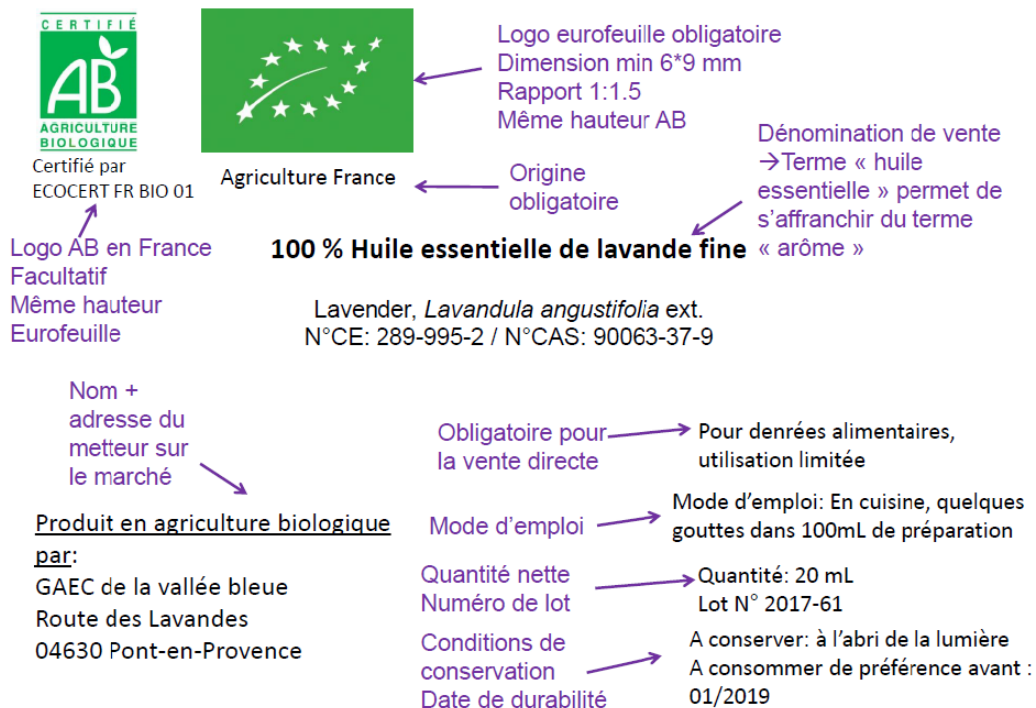 CERTIFIÉ
AB
AGRICULTURE
BIOLOGIQUE
Certifié par
ECOCERT FR BIO 01
Logo AB en France
Facultatif
Même hauteur
Eurofeuille
Agriculture France
Logo eurofeuille obligatoire
Dimension min 6*9 mm
Rapport 1:1.5
Même hauteur AB
Origine
obligatoire
Dénomination de vente
→Terme « huile
essentielle » permet de
s’affranchir du terme
« arôme »
100 % Huile essentielle de lavande fine
Lavender, Lavandula angustifolia ext.
N°CE: 289-995-2 / N°CAS: 90063-37-9
Nom +
adresse du
metteur sur
le marché
Produit en agriculture biologique
par:
GAEC de la vallée bleue
Route des Lavandes
04630 Pont-en-Provence
Obligatoire pour
la vente directe
Pour denrées alimentaires,
utilisation limitée
Mode d’emploi
Mode d’emploi: En cuisine, quelques
gouttes dans 100mL de préparation
Quantité nette
Numéro de lot
Quantité: 20 mL
Lot N° 2017-61
Conditions de
conservation
Date de durabilité
A conserver: à l’abri de la lumière
A consommer de préférence avant :
01/2019